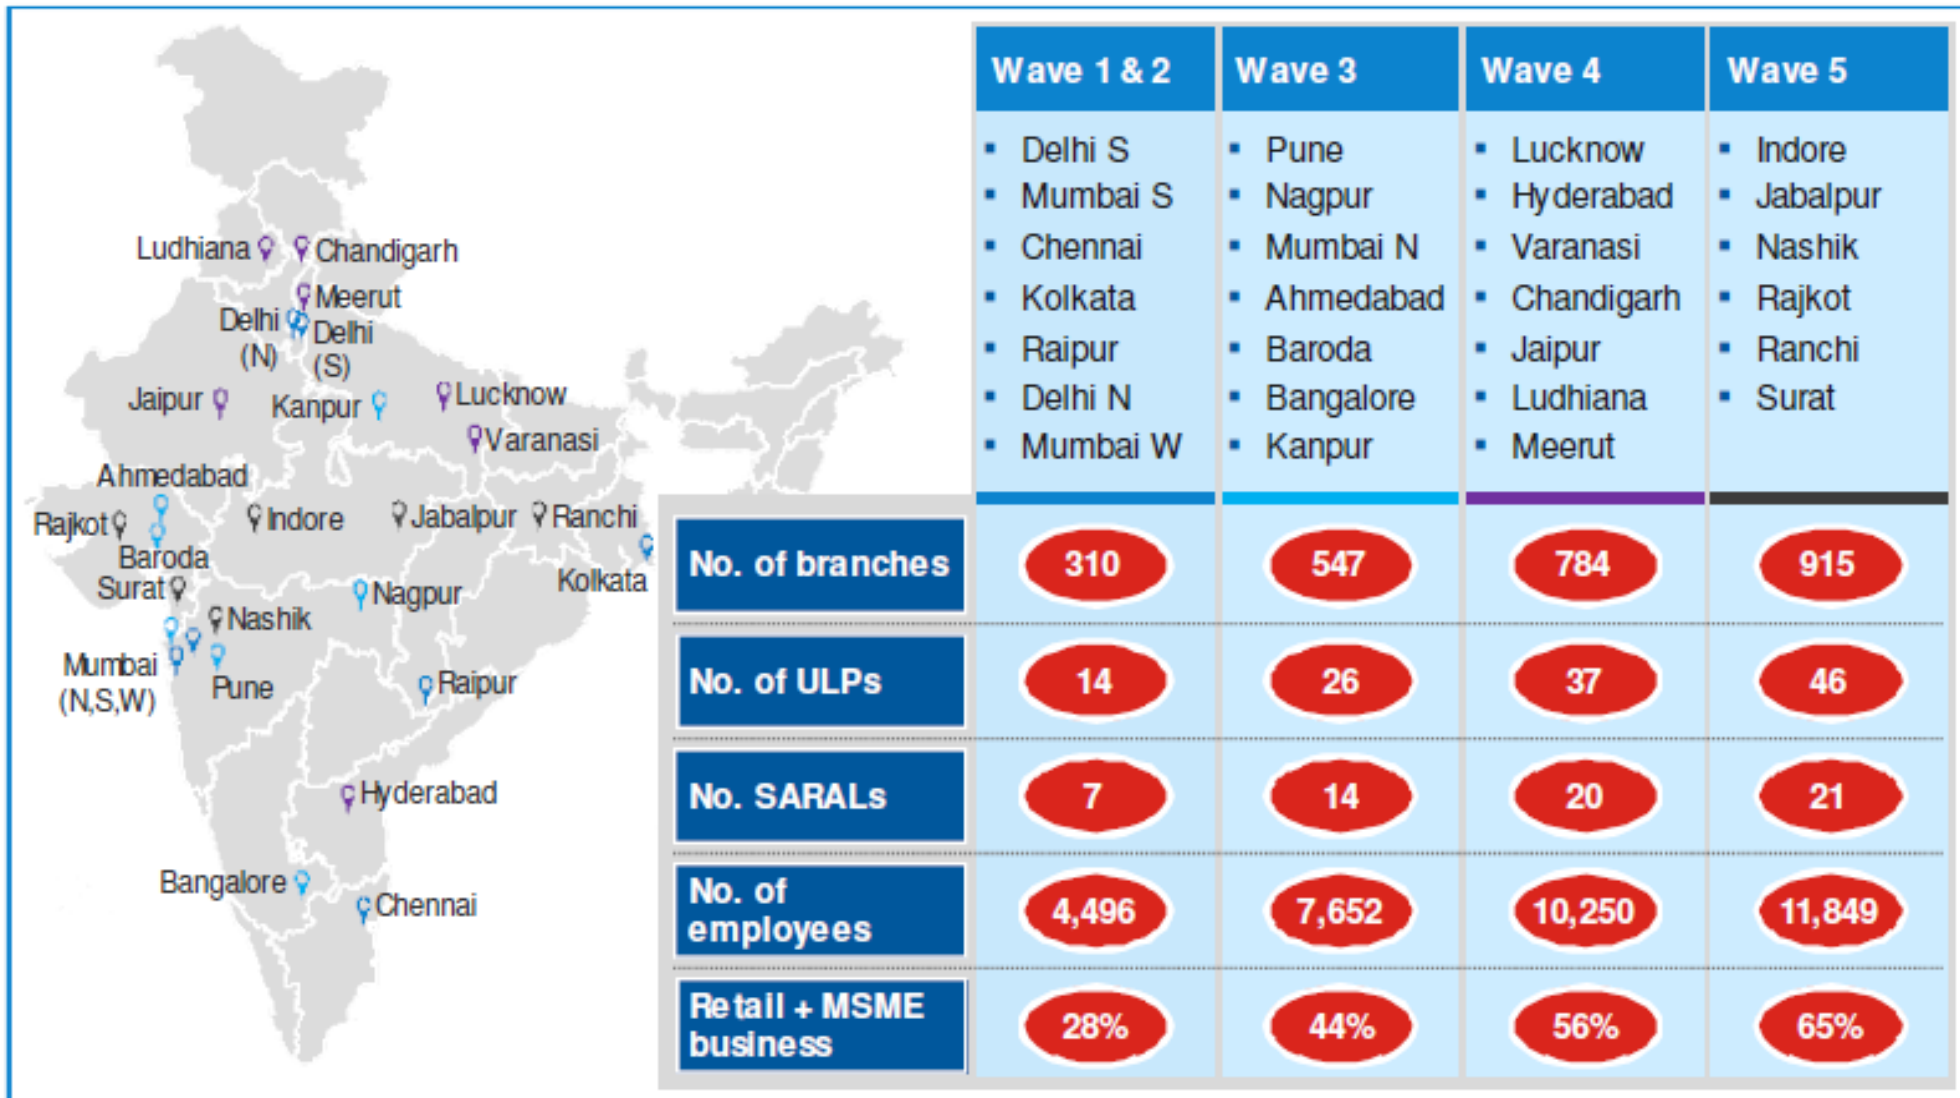 Ludhiana
Chandigarh
Meerut
Delhi
(N)
Delhi
(S)
Jaipur
Kanpur
Lucknow
Varanasi
Ahmedabad
Rajkot
Indore
Jabalpur
Ranchi
Baroda
Surat
Kolkata
Nagpur
Nashik
Mumbai
(N,S,W)
Pune
Raipur
Hyderabad
Bangalore
Chennai
Wave 1 & 2 Wave 3 Wave 4 Wave 5
▪ Delhi S ▪ Pune ▪ Lucknow ▪ Indore
▪ Mumbai S ▪ Nagpur ▪ Hyderabad ▪ Jabalpur
▪ Chennai ▪ Mumbai N ▪ Varanasi ▪ Nashik
▪ Kolkata ▪ Ahmedabad ▪ Chandigarh ▪ Rajkot
▪ Raipur ▪ Baroda ▪ Jaipur ▪ Ranchi
▪ Delhi N ▪ Bangalore ▪ Ludhiana ▪ Surat
▪ Mumbai W ▪ Kanpur ▪ Meerut
No. of branches 310 547 784 915
No. of ULPs 14 26 37 46
No. SARALs 7 14 20 21
No. of
employees 4,496 7,652 10,250 11,849
Retail + MSME
business 28% 44% 56% 65%